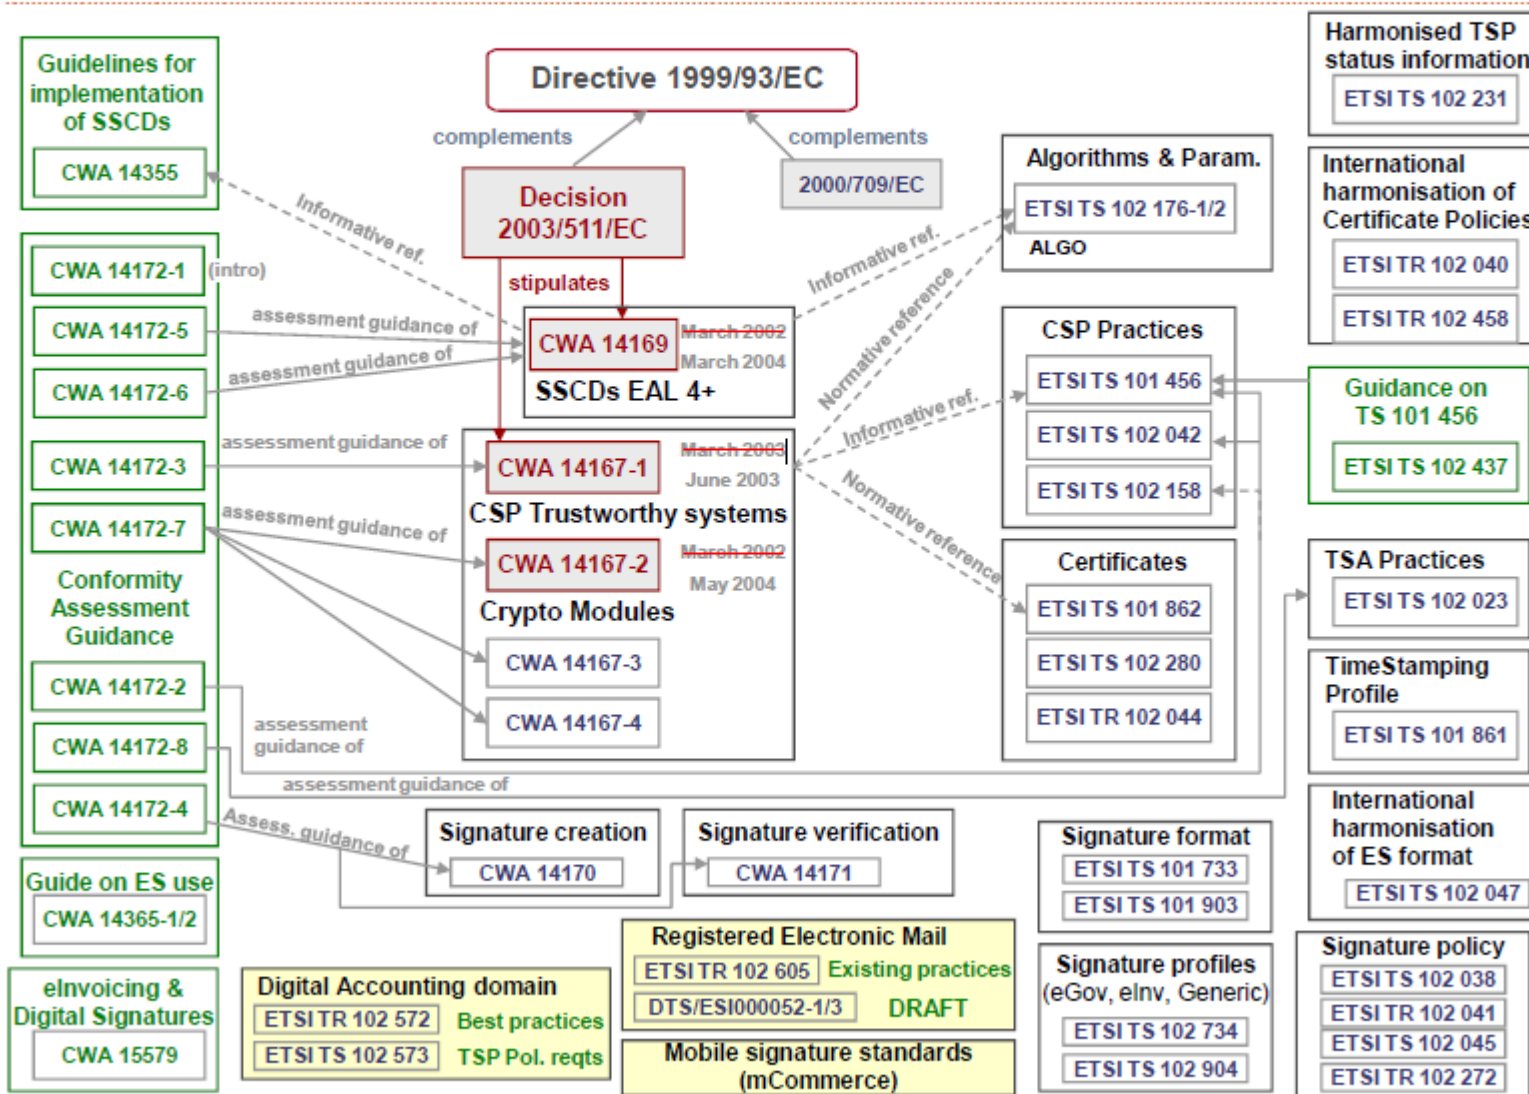 Guidelines for
implementation
of SSCDs
CWA 14355
Directive 1999/93/EC
complements
complements
Decision
2003/511/EC
2000/709/EC
Informative ref.
stipulates
CWA 14172-1
(intro)
CWA 14172-5
assessment guidance of
CWA 14172-6
assessment guidance of
CWA 14169
March 2002
March 2004
SSCDs EAL 4+
CWA 14172-3
assessment guidance of
CWA 14167-1
March 2003
June 2003
CSP Trustworthy systems
CWA 14172-7
assessment guidance of
CWA 14167-2
March 2002
May 2004
Crypto Modules
CWA 14167-3
CWA 14167-4
Conformity
Assessment
Guidance
CWA 14172-2
assessment
guidance of
CWA 14172-8
assessment guidance of
CWA 14172-4
Assess. guidance of
Algorithms & Param.
ETSI TS 102 176-1/2
ALGO
Informative ref.
Normative reference
Informative ref.
Normative reference
CSP Practices
ETSI TS 101 456
ETSI TS 102 042
ETSI TS 102 158
Certificates
ETSI TS 101 862
ETSI TS 102 280
ETSI TR 102 044
Harmonised TSP
status information
ETSI TS 102 231
International
harmonisation of
Certificate Policies
ETSI TR 102 040
ETSI TR 102 458
Guidance on
TS 101 456
ETSI TS 102 437
TSA Practices
ETSI TS 102 023
TimeStamping
Profile
ETSI TS 101 861
International
harmonisation
of ES format
ETSI TS 102 047
Signature creation
CWA 14170
Signature verification
CWA 14171
Signature format
ETSI TS 101 733
ETSI TS 101 903
Guide on ES use
CWA 14365-1/2
eInvoicing &
Digital Signatures
CWA 15579
Digital Accounting domain
ETSI TR 102 572
Best practices
ETSI TS 102 573
TSP Pol. reqts
Registered Electronic Mail
ETSI TR 102 605
Existing practices
DTS/ESI000052-1/3
DRAFT
Mobile signature standards
(mCommerce)
Signature profiles
(eGov, eInv, Generic)
ETSI TS 102 734
ETSI TS 102 904
Signature policy
ETSI TS 102 038
ETSI TR 102 041
ETSI TS 102 045
ETSI TR 102 272